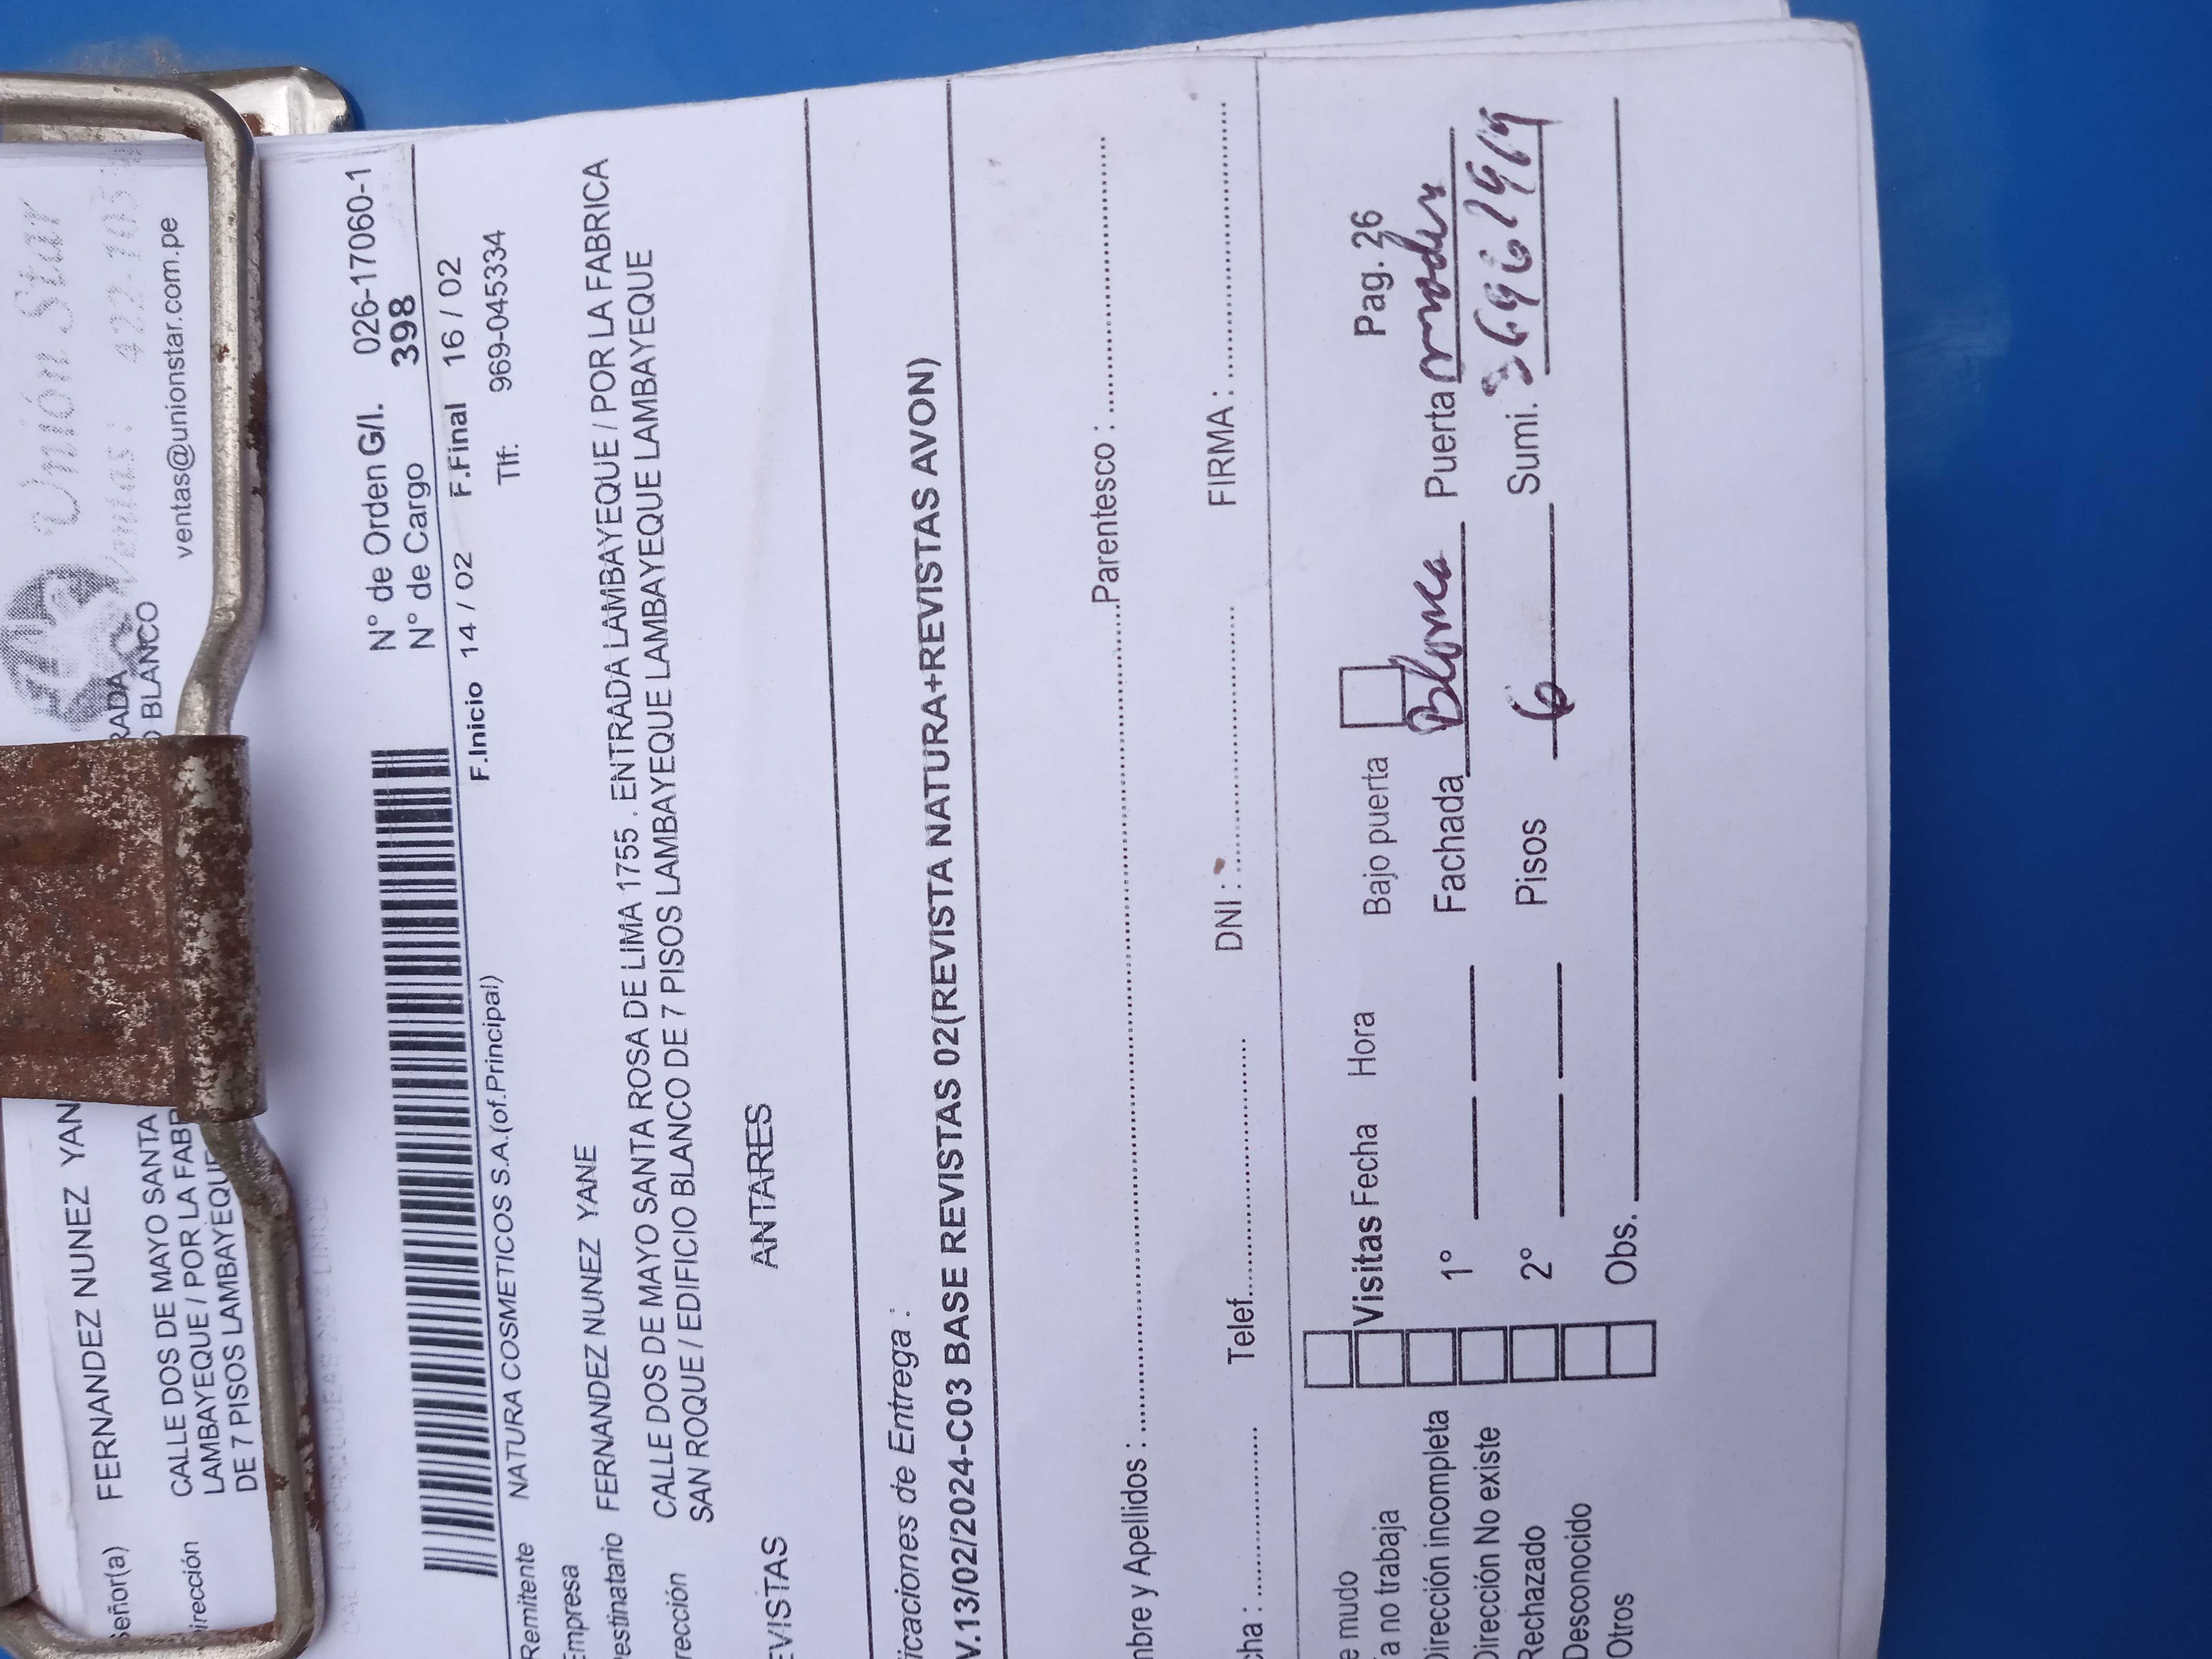 Unión Star
Ventas: 422-105
RADA
O BLANCO
ventas@unionstar.com.pe
Señor(a) FERNANDEZ NUNEZ YAN
irección CALLE DOS DE MAYO SANTA
LAMBAYEQUE / POR LA FABR
DE 7 PISOS LAMBAYEQUE
N° de Orden G/I. 026-17060-1
N° de Cargo 398
F.Inicio 14 / 02 F.Final 16 / 02
Remitente NATURA COSMETICOS S.A.(of.Principal) Tlf: 969-045334
Empresa
estinatario FERNANDEZ NUNEZ YANE
rección CALLE DOS DE MAYO SANTA ROSA DE LIMA 1755 . ENTRADA LAMBAYEQUE / POR LA FABRICA
SAN ROQUE / EDIFICIO BLANCO DE 7 PISOS LAMBAYEQUE LAMBAYEQUE LAMBAYEQUE
EVISTAS ANTARES
icaciones de Entrega :
V.13/02/2024-C03 BASE REVISTAS 02(REVISTA NATURA+REVISTAS AVON)
mbre y Apellidos : Parentesco :
cha : Telef. DNI : FIRMA :
e mudo
a no trabaja Visitas Fecha Hora Bajo puerta Pag. 26
Dirección incompleta 1° Fachada Blanca Puerta
Dirección No existe
Rechazado 2° Pisos 6 Sumi.
Desconocido
Otros Obs.